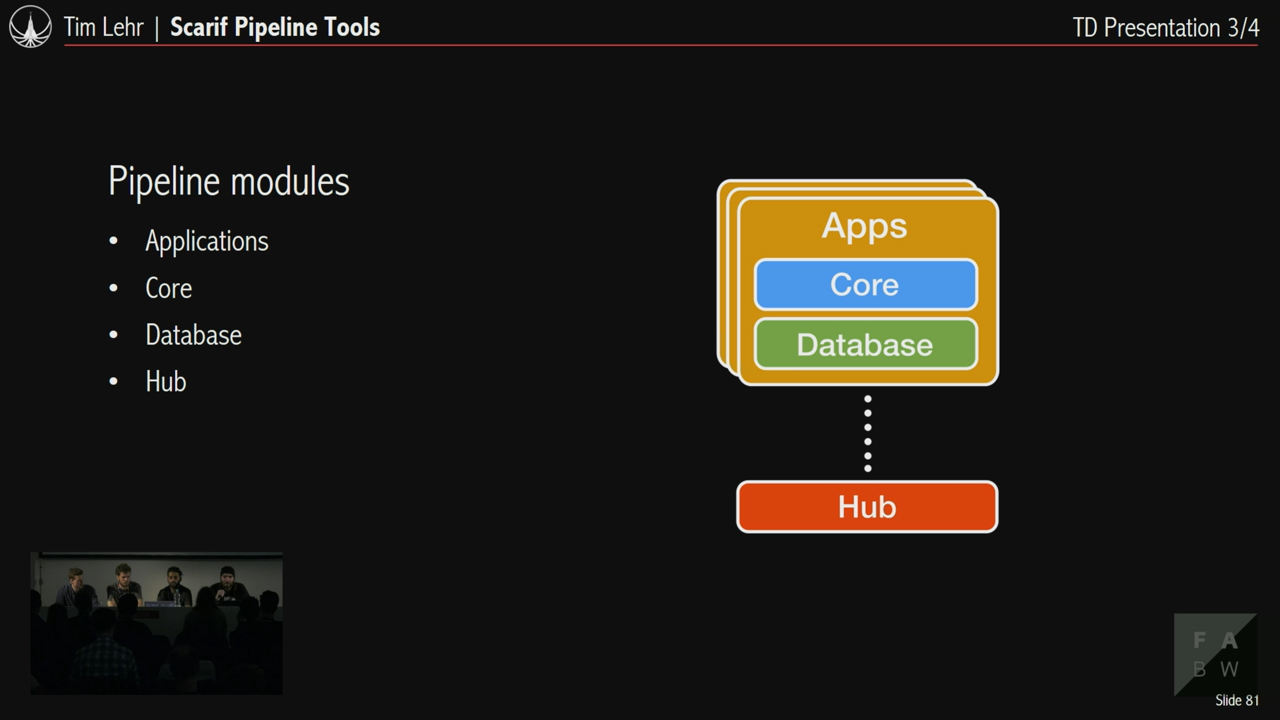 Tim Lehr | Scarif Pipeline Tools
TD Presentation 3/4
Pipeline modules
• Applications
• Core
• Database
• Hub
Apps
Core
Database
Hub
F A
B W
Slide 81